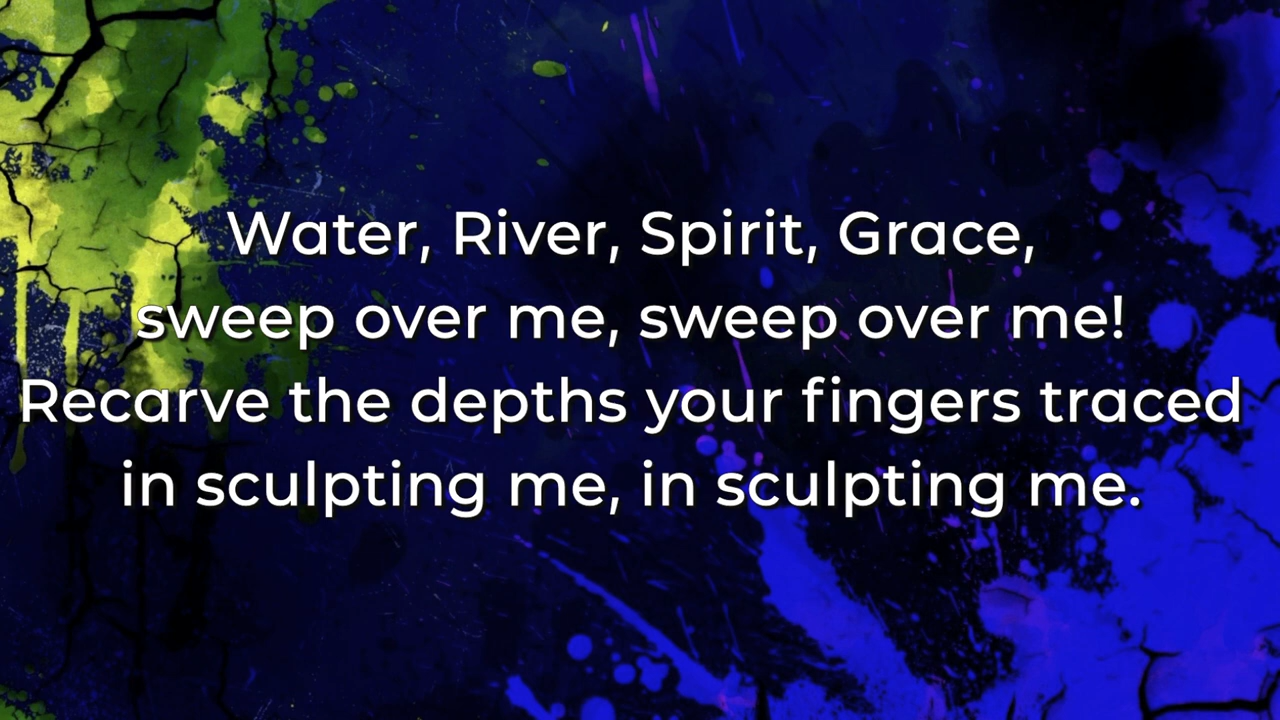 Water, River, Spirit, Grace,
sweep over me, sweep over me!
Recarve the depths your fingers traced
in sculpting me, in sculpting me.